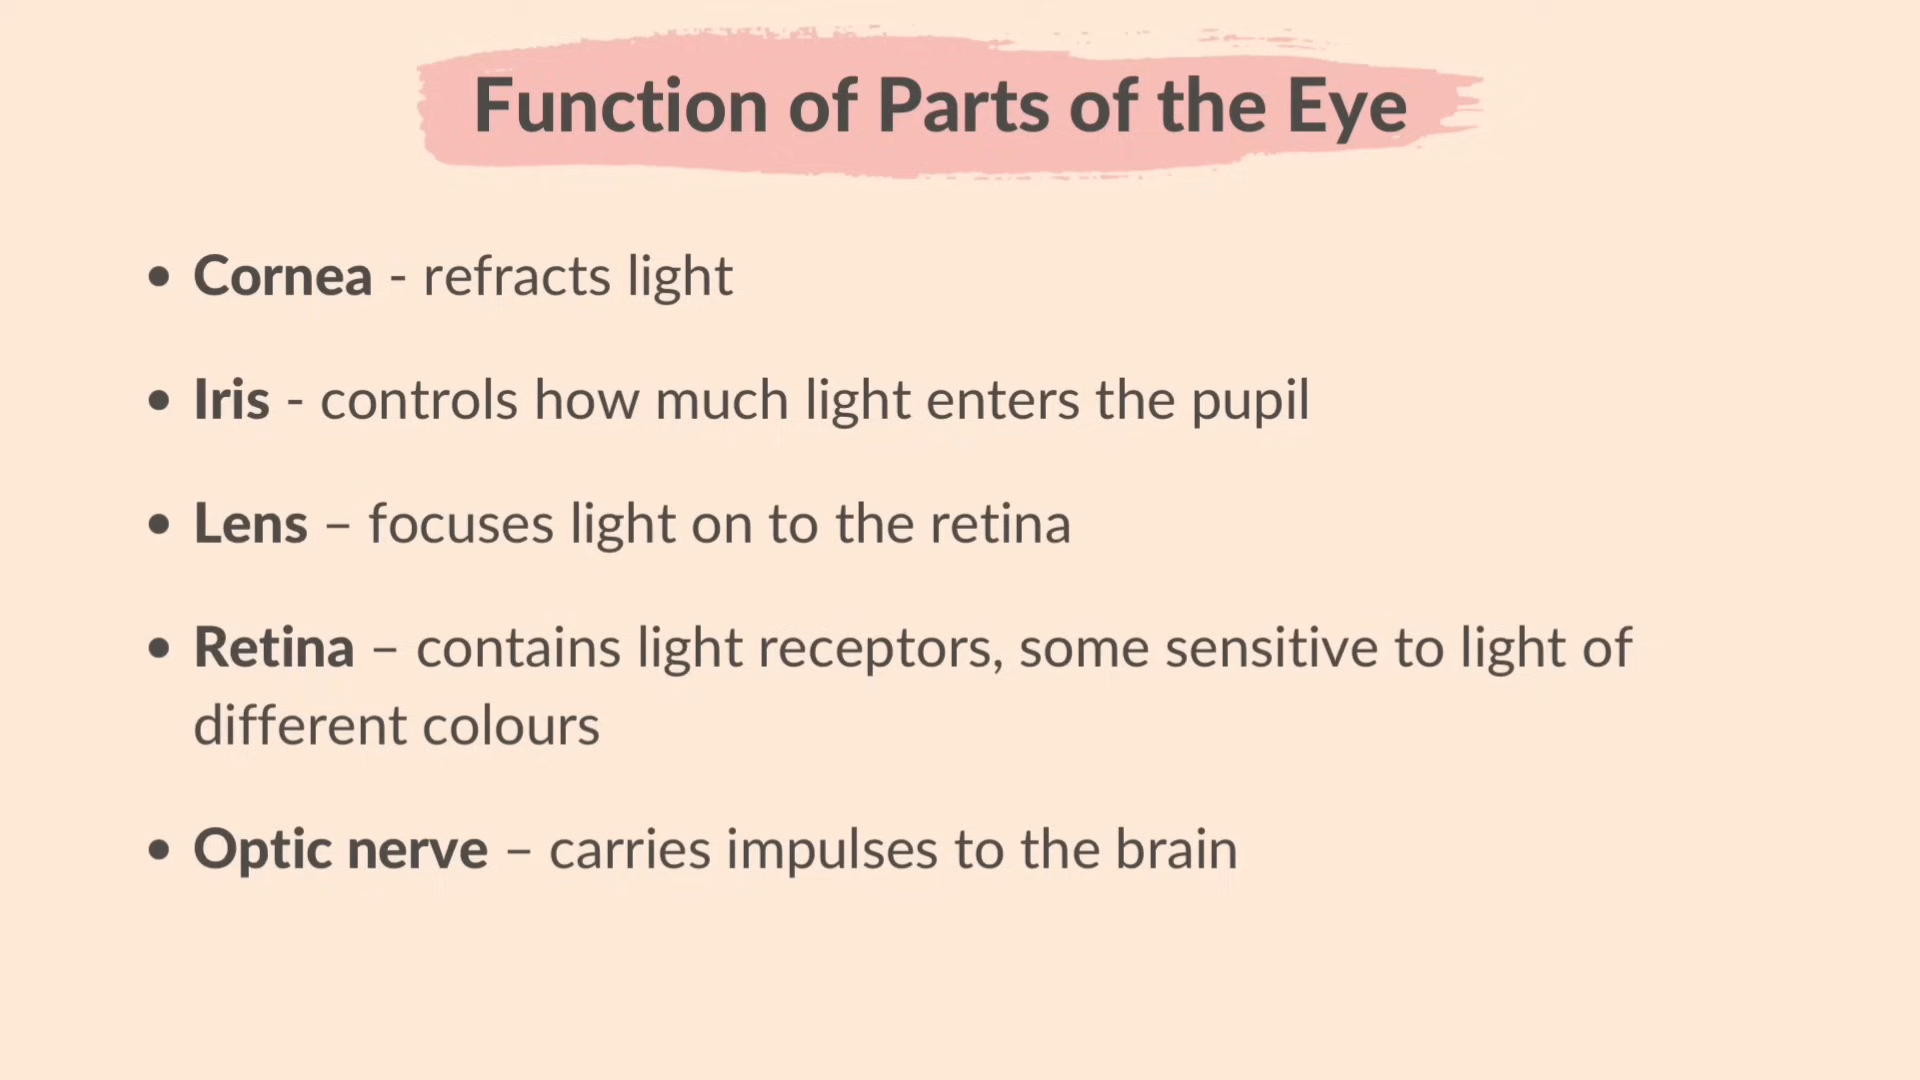 Function of Parts of the Eye
• Cornea - refracts light
• Iris - controls how much light enters the pupil
• Lens – focuses light on to the retina
• Retina – contains light receptors, some sensitive to light of
different colours
• Optic nerve – carries impulses to the brain